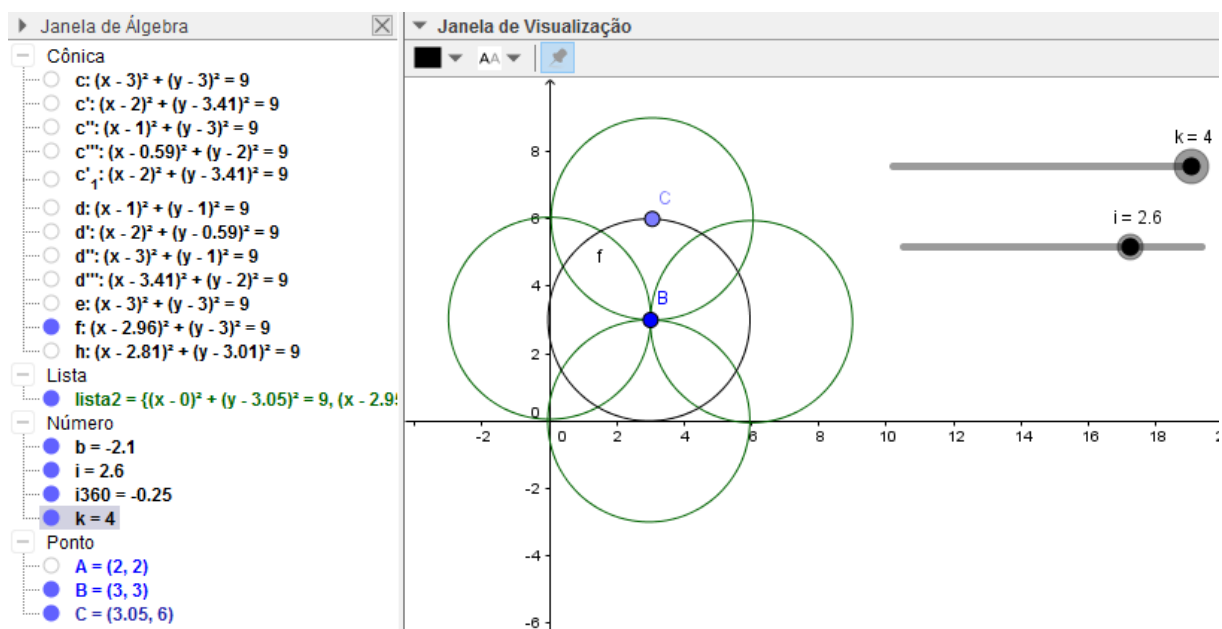 Janela de Álgebra
Cônica
c: (x - 3)² + (y - 3)² = 9
c': (x - 2)² + (y - 3.41)² = 9
c'': (x - 1)² + (y - 3)² = 9
c''': (x - 0.59)² + (y - 2)² = 9
c'₁: (x - 2)² + (y - 3.41)² = 9
d: (x - 1)² + (y - 1)² = 9
d': (x - 2)² + (y - 0.59)² = 9
d'': (x - 3)² + (y - 1)² = 9
d''': (x - 3.41)² + (y - 2)² = 9
e: (x - 3)² + (y - 3)² = 9
f: (x - 2.96)² + (y - 3)² = 9
h: (x - 2.81)² + (y - 3.01)² = 9
Lista
lista2 = {(x - 0)² + (y - 3.05)² = 9, (x - 2.95
Número
b = -2.1
i = 2.6
i360 = -0.25
k = 4
Ponto
A = (2, 2)
B = (3, 3)
C = (3.05, 6)
Janela de Visualização
AA
k = 4
i = 2.6
C
f
B
8
6
4
2
0
-2
-4
-6
-2 0 2 4 6 8 10 12 14 16 18 2